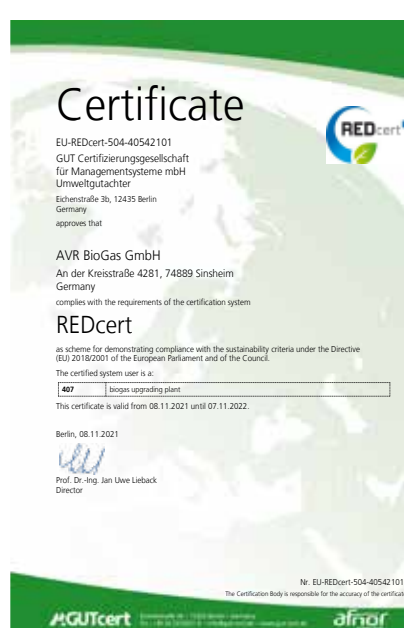 Certificate
REDcert
EU-REDcert-504-40542101
GUT Certifizierungsgesellschaft
für Managementsysteme mbH
Umweltgutachter
Eichenstraße 3b, 12435 Berlin
Germany
approves that
AVR BioGas GmbH
An der Kreisstraße 4281, 74889 Sinsheim
Germany
complies with the requirements of the certification system
REDcert
as scheme for demonstrating compliance with the sustainability criteria under the Directive
(EU) 2018/2001 of the European Parliament and of the Council.
The certified system user is a:
407 biogas upgrading plant
This certificate is valid from 08.11.2021 until 07.11.2022.
Berlin, 08.11.2021
Prof. Dr.-Ing. Jan Uwe Lieback
Director
Nr. EU-REDcert-504-40542101
The Certification Body is responsible for the accuracy of the certificate
GUTcert
afnor